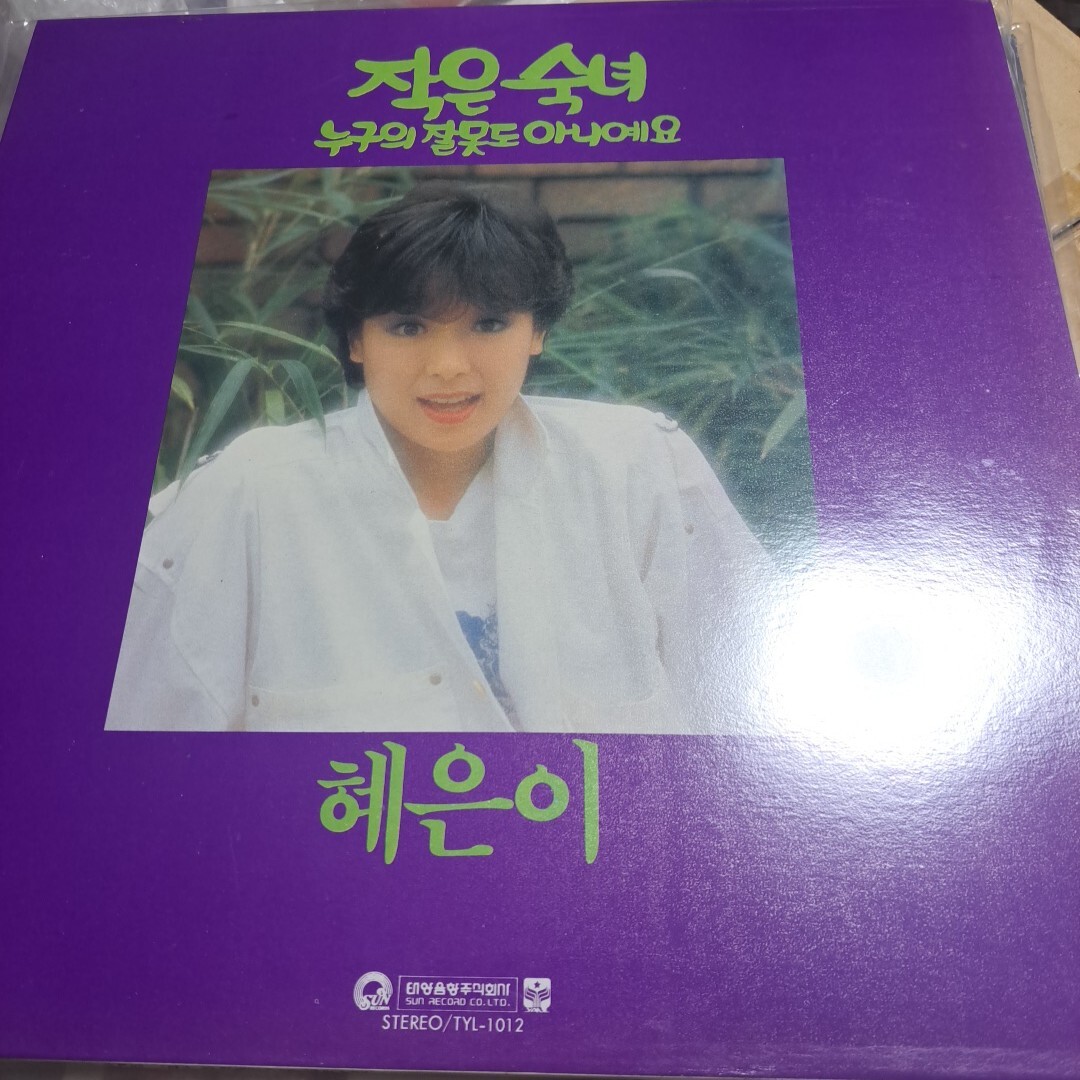 작은 숙녀
누구의 잘못도 아니예요
혜은이
SUN
태양음향주식회사
SUN RECORD CO.LTD.
STEREO/TYL-1012